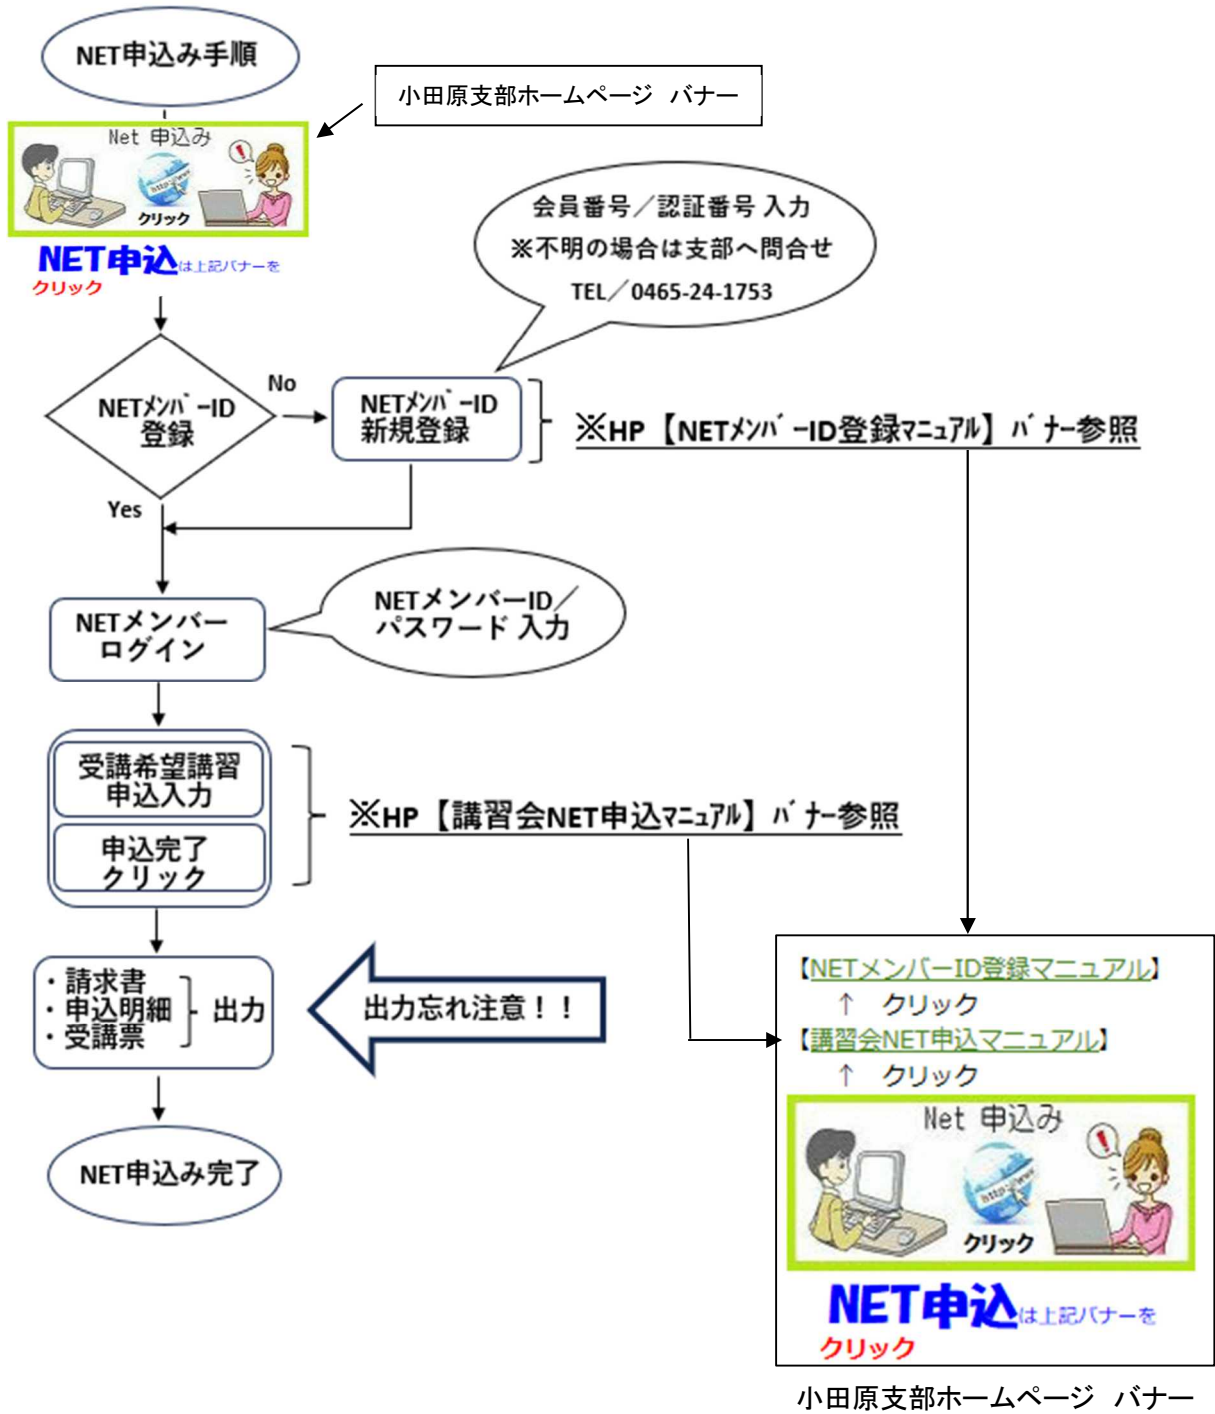 NET申込み手順
小田原支部ホームページ　バナー
Net 申込み
クリック
NET申込は上記バナーを
クリック
会員番号／認証番号 入力
※不明の場合は支部へ問合せ
TEL／0465-24-1753
NETﾒﾝﾊﾞｰID
登録
No
Yes
NETﾒﾝﾊﾞｰID
新規登録
※HP【NETﾒﾝﾊﾞｰID登録ﾏﾆｭｱﾙ】ﾊﾞﾅｰ参照
NETメンバー
ログイン
NETメンバーID／
パスワード 入力
受講希望講習
申込入力
申込完了
クリック
※HP【講習会NET申込ﾏﾆｭｱﾙ】ﾊﾞﾅｰ参照
・請求書
・申込明細
・受講票
出力
出力忘れ注意！！
NET申込み完了
【NETメンバーID登録マニュアル】
↑　クリック
【講習会NET申込マニュアル】
↑　クリック
Net 申込み
http://www
クリック
NET申込は上記バナーを
クリック
小田原支部ホームページ　バナー